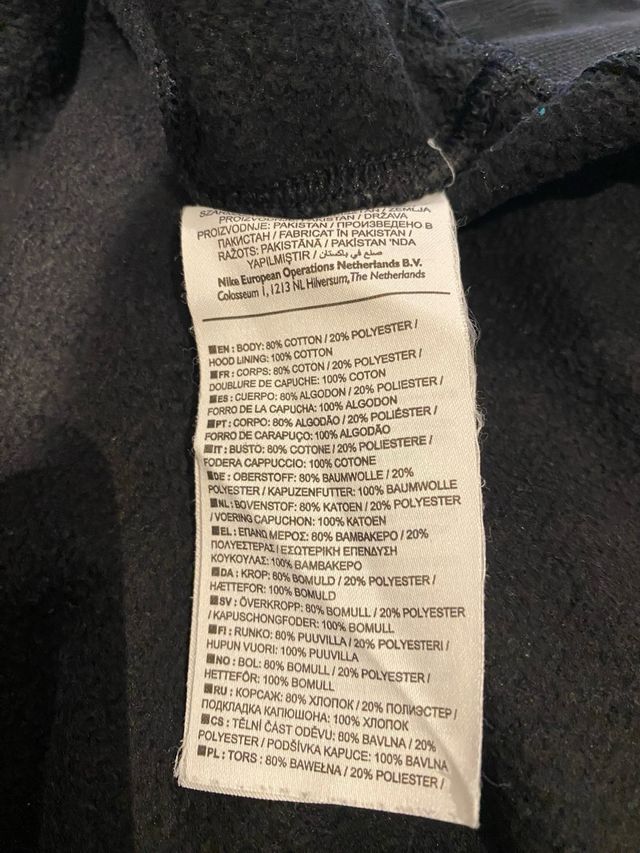 PROIZVODNJE: PAKISTAN / ПРОИЗВЕДЕНО В
ПАКИСТАН / FABRICAT ÎN PAKISTAN /
RAŽOTS: PAKISTĀNĀ / PAKİSTAN 'NDA
YAPILMIŞTIR / صنع في باكستان
Nike European Operations Netherlands B.V.
Colosseum 1, 1213 NL Hilversum, The Netherlands
EN : BODY: 80% COTTON / 20% POLYESTER /
HOOD LINING: 100% COTTON
FR : CORPS: 80% COTON / 20% POLYESTER /
DOUBLURE DE CAPUCHE: 100% COTON
ES : CUERPO: 80% ALGODON / 20% POLIESTER /
FORRO DE LA CAPUCHA: 100% ALGODON
PT : CORPO: 80% ALGODÃO / 20% POLIÉSTER /
FORRO DE CARAPUÇO: 100% ALGODÃO
IT : BUSTO: 80% COTONE / 20% POLIESTERE /
FODERA CAPPUCCIO: 100% COTONE
DE : OBERSTOFF: 80% BAUMWOLLE / 20%
POLYESTER / KAPUZENFUTTER: 100% BAUMWOLLE
NL : BOVENSTOF: 80% KATOEN / 20% POLYESTER
/ VOERING CAPUCHON: 100% KATOEN
EL : ΕΠΑΝΩ ΜΕΡΟΣ: 80% ΒΑΜΒΑΚΕΡΟ / 20%
ΠΟΛΥΕΣΤΕΡΑΣ / ΕΣΩΤΕΡΙΚΗ ΕΠΕΝΔΥΣΗ
ΚΟΥΚΟΥΛΑΣ: 100% ΒΑΜΒΑΚΕΡΟ
DA : KROP: 80% BOMULD / 20% POLYESTER /
HÆTTEFOR: 100% BOMULD
SV : ÖVERKROPP: 80% BOMULL / 20% POLYESTER
/ KAPUSCHONGFODER: 100% BOMULL
FI : RUNKO: 80% PUUVILLA / 20% POLYESTERI /
HUPUN VUORI: 100% PUUVILLA
NO : BOL: 80% BOMULL / 20% POLYESTER /
HETTEFÔR: 100% BOMULL
RU : КОРСАЖ: 80% ХЛОПОК / 20% ПОЛИЭСТЕР /
ПОДКЛАДКА КАПЮШОНА: 100% ХЛОПОК
CS : TĚLNÍ ČÁST ODĚVU: 80% BAVLNA / 20%
POLYESTER / PODŠÍVKA KAPUCE: 100% BAVLNA
PL : TORS : 80% BAWEŁNA / 20% POLIESTER /